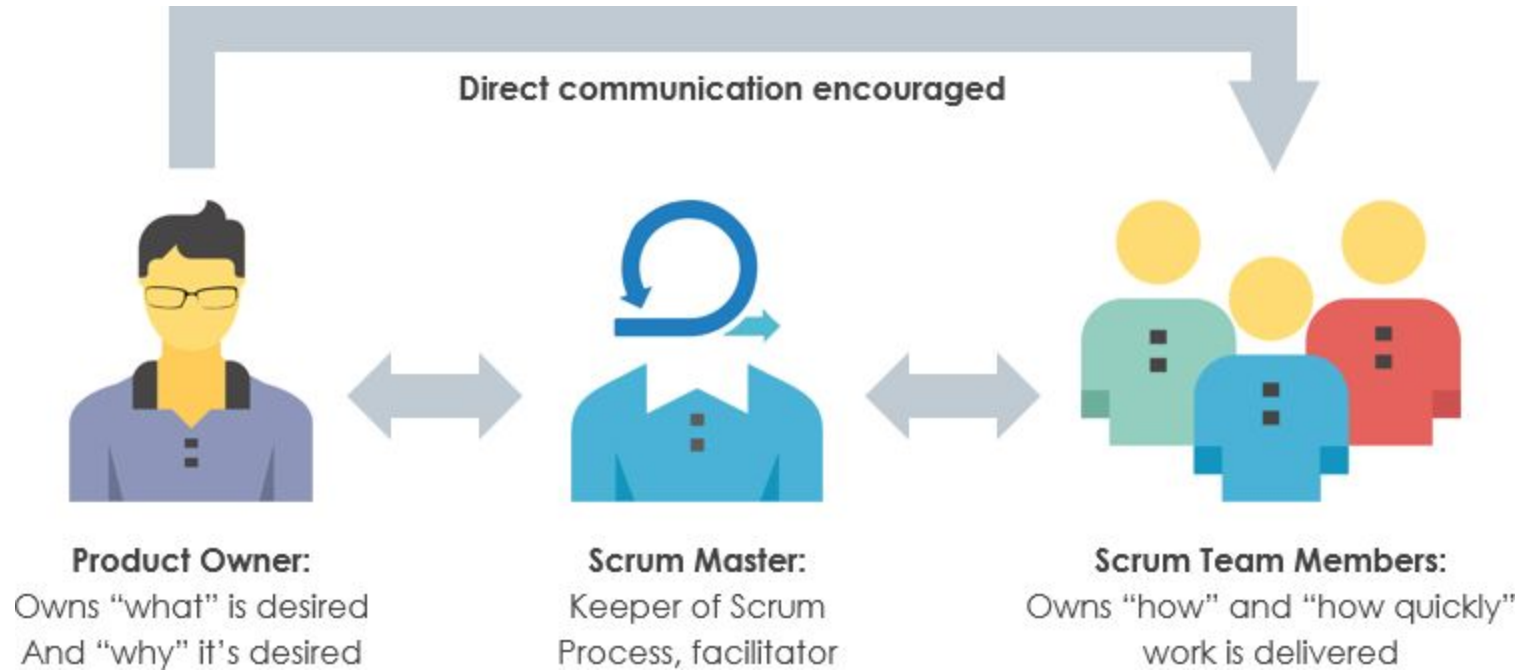 Direct communication encouraged
Product Owner:
Owns “what” is desired
And “why” it’s desired
Scrum Master:
Keeper of Scrum
Process, facilitator
Scrum Team Members:
Owns “how” and “how quickly”
work is delivered